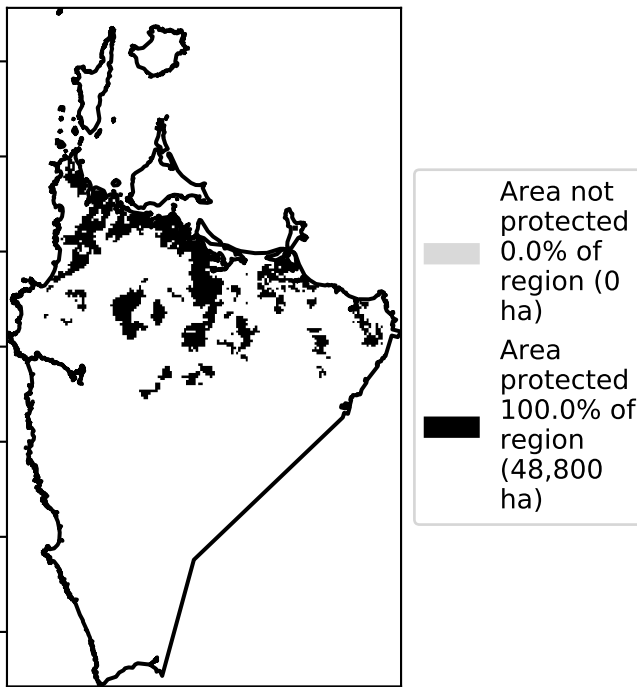 Area not
protected
0.0% of
region (0
ha)
Area
protected
100.0% of
region
(48,800
ha)